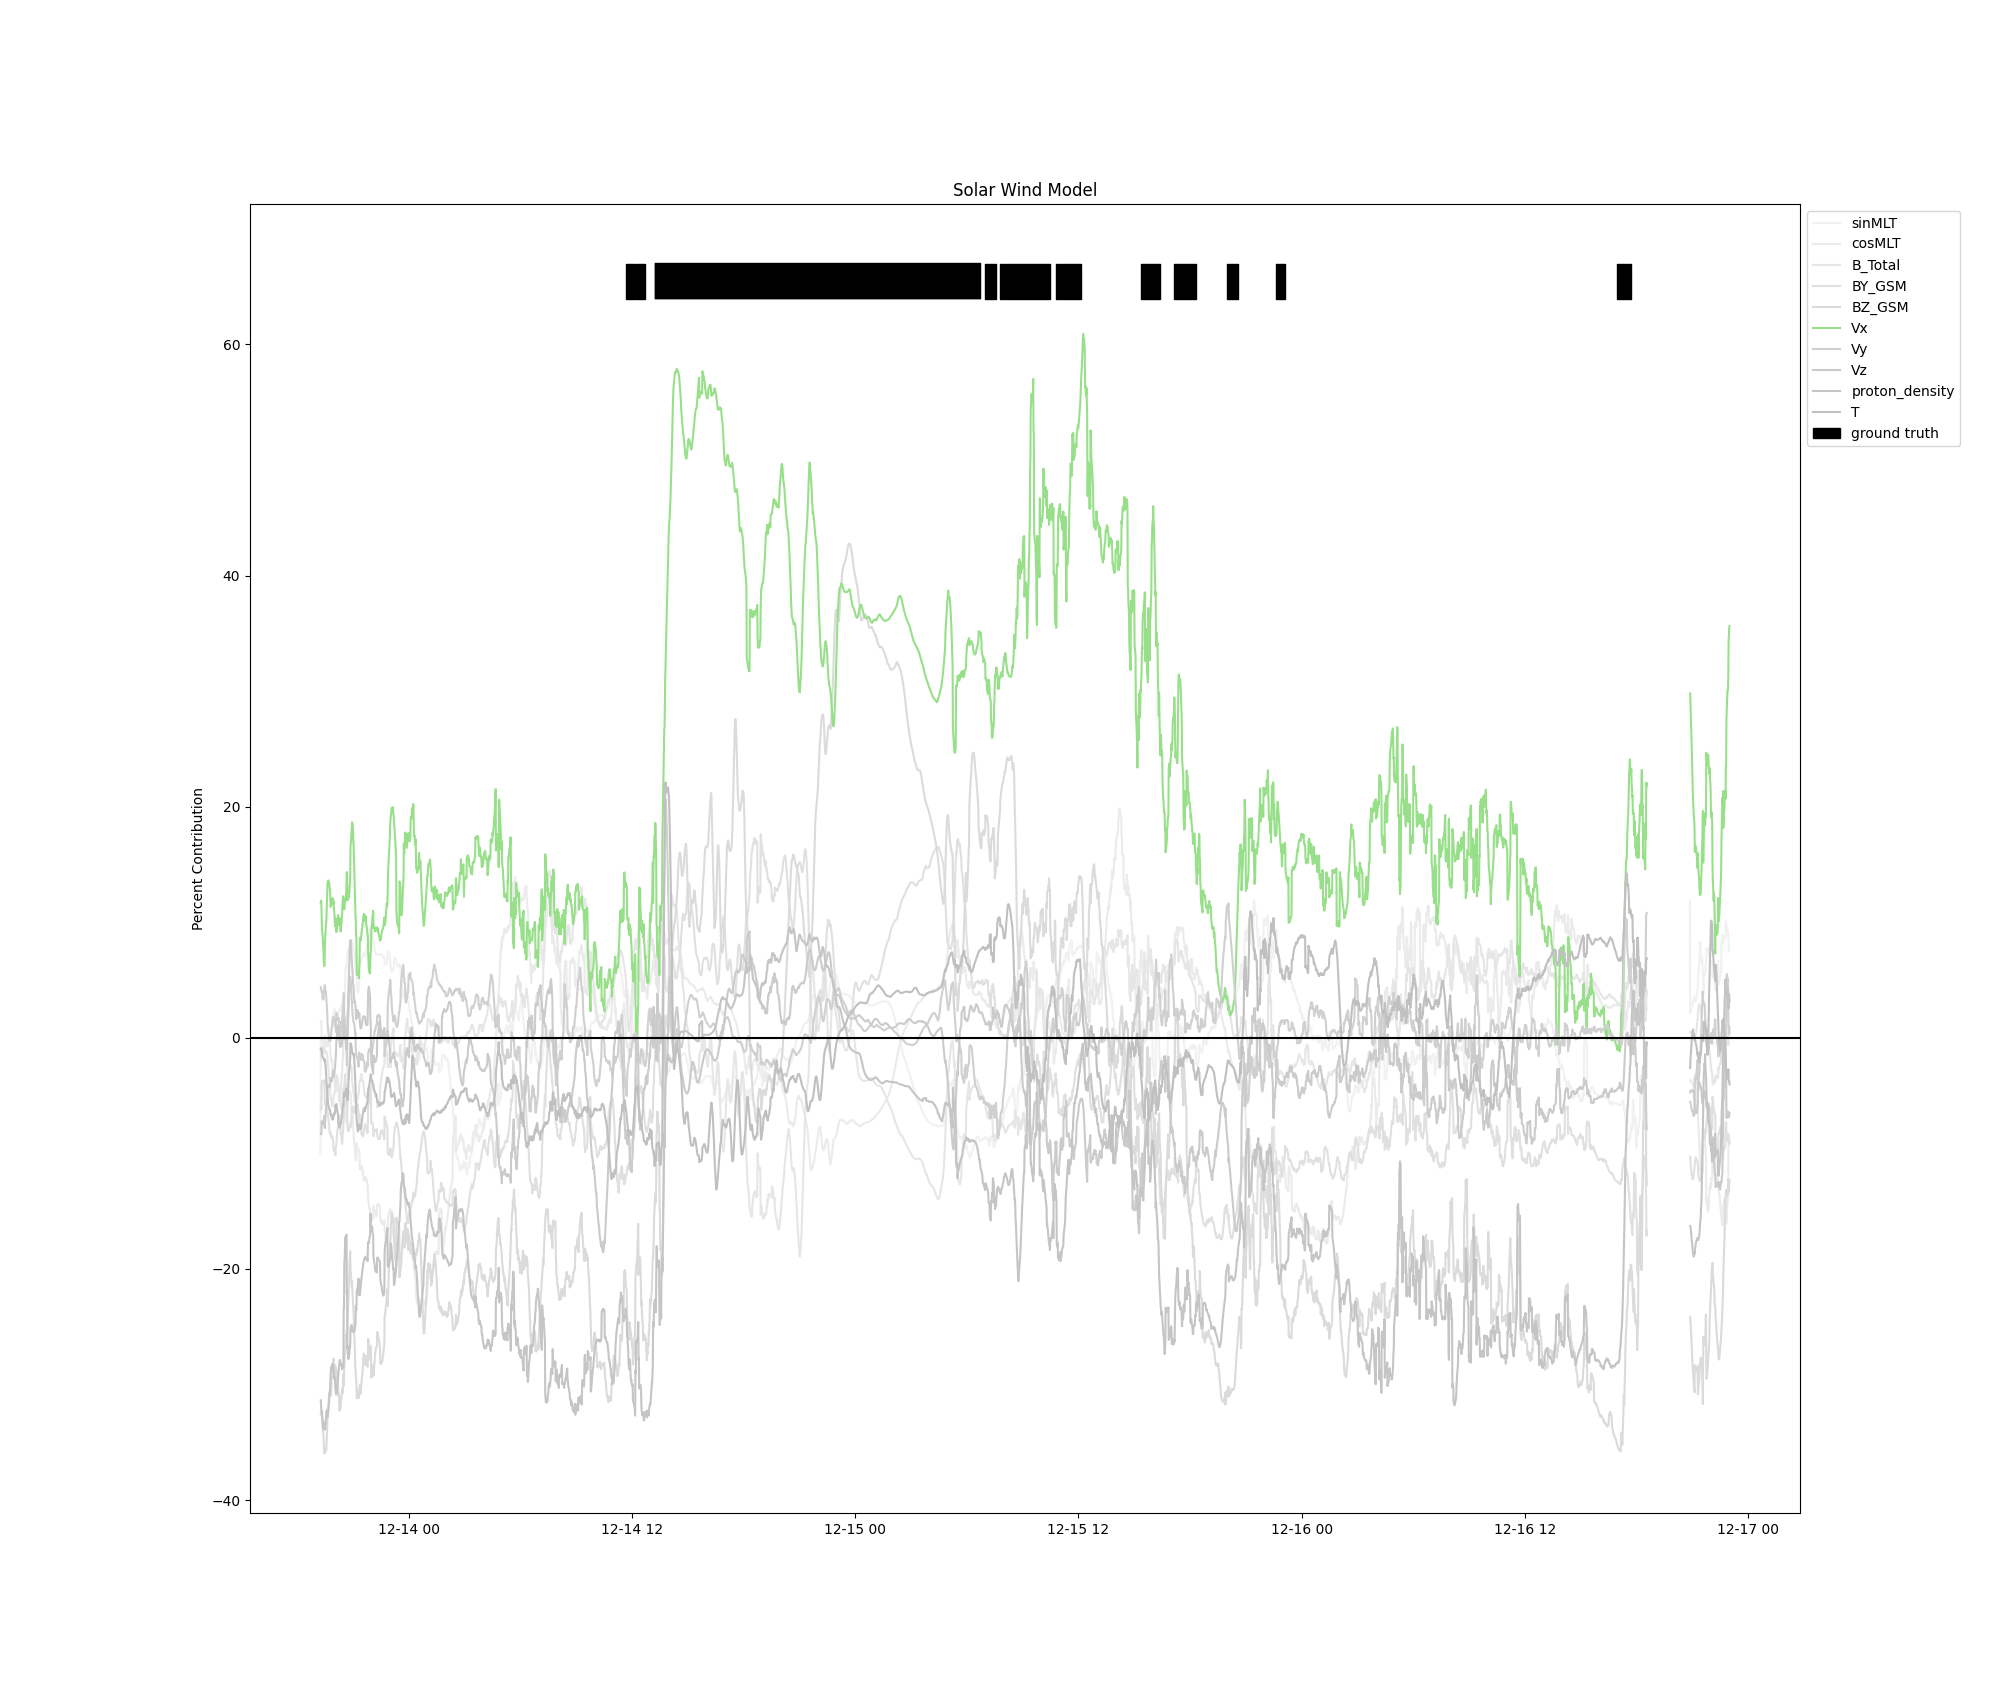 Solar Wind Model
sinMLT
cosMLT
B_Total
BY_GSM
BZ_GSM
Vx
Vy
Vz
proton_density
T
ground truth
Percent Contribution
60
40
20
0
−20
−40
12-14 00
12-14 12
12-15 00
12-15 12
12-16 00
12-16 12
12-17 00